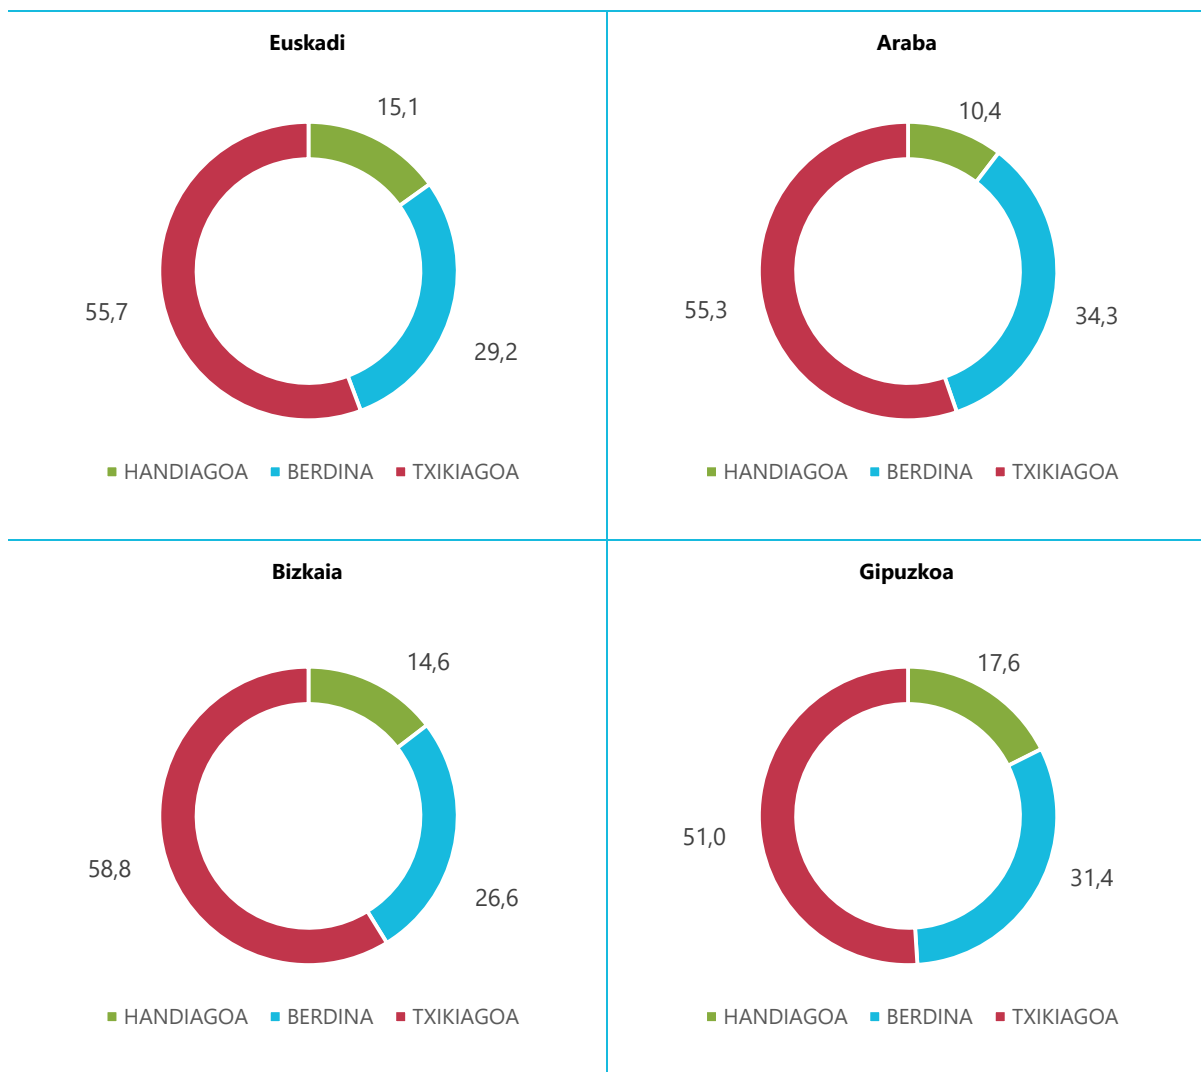 Euskadi
15,1
55,7
29,2
HANDIAGOA BERDINA TXIKIAGOA
Araba
10,4
55,3
34,3
HANDIAGOA BERDINA TXIKIAGOA
Bizkaia
14,6
58,8
26,6
HANDIAGOA BERDINA TXIKIAGOA
Gipuzkoa
17,6
51,0
31,4
HANDIAGOA BERDINA TXIKIAGOA